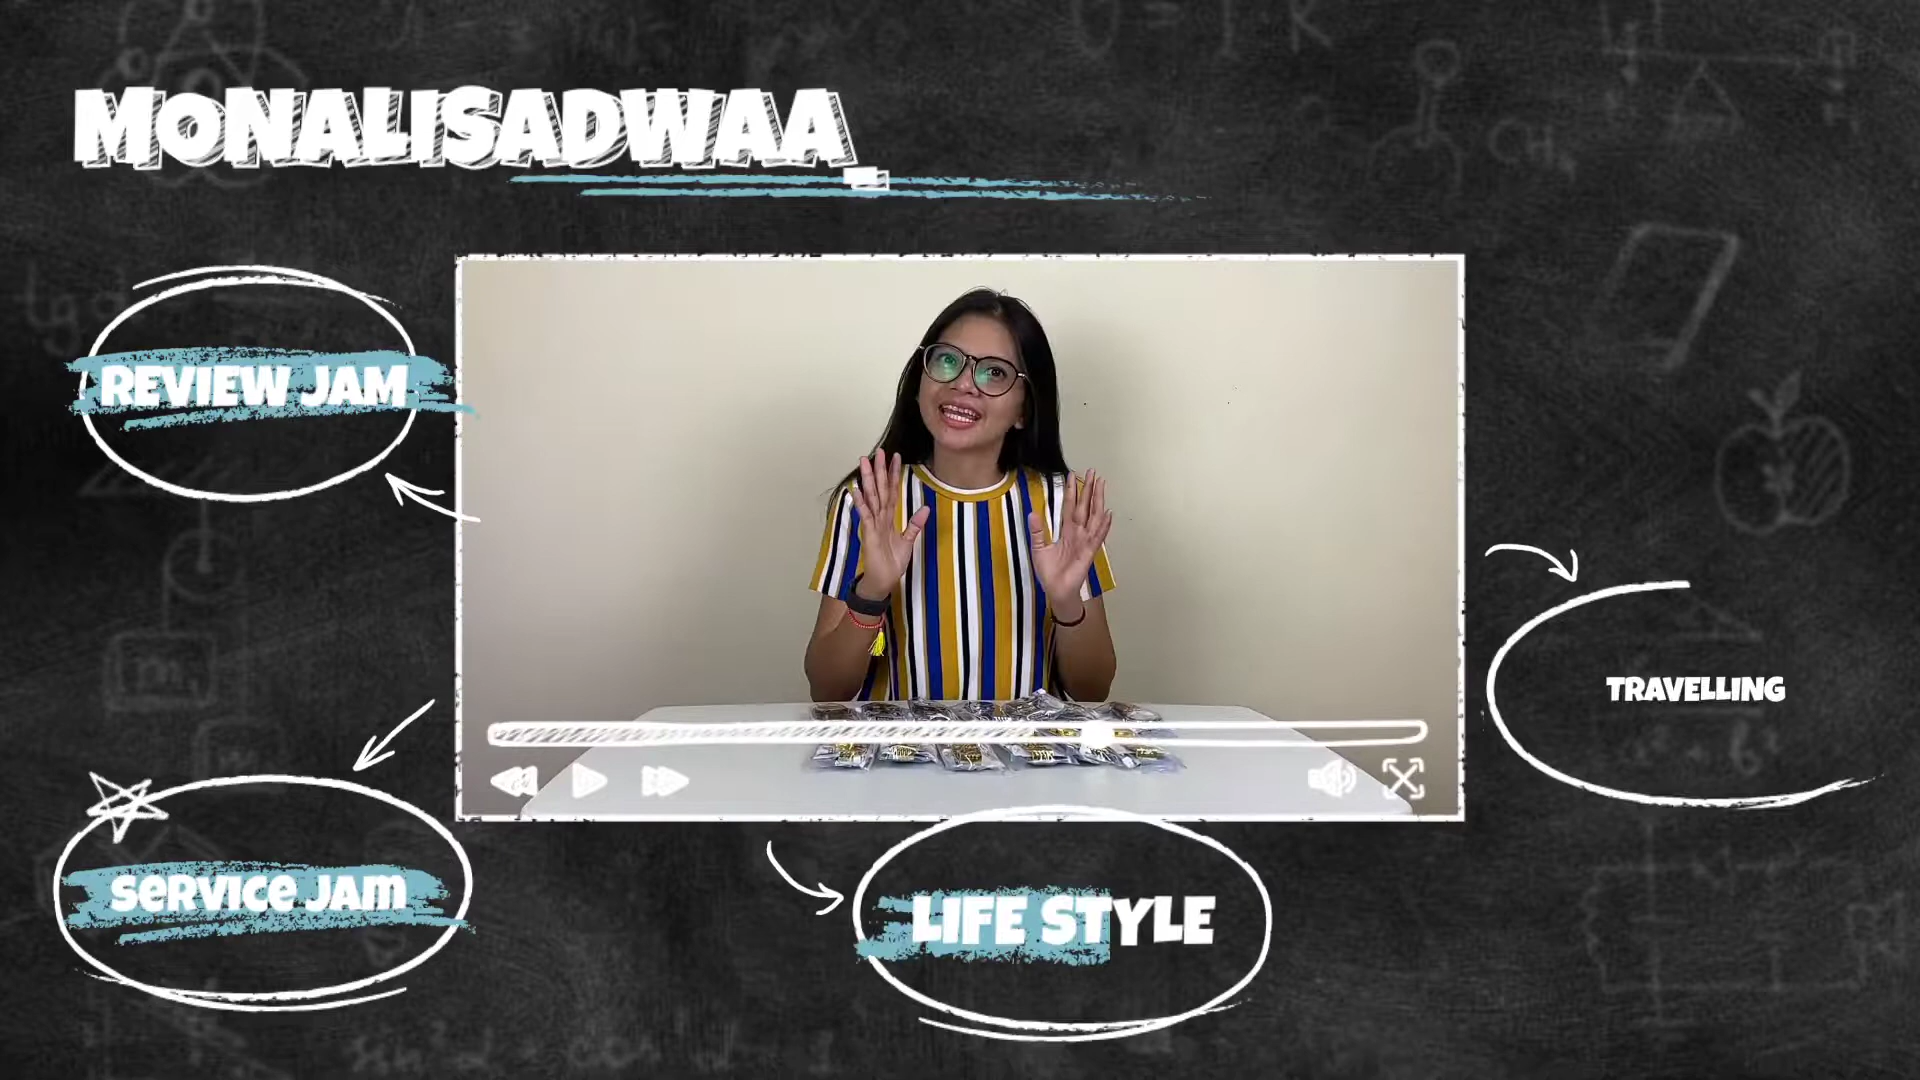 MONALISADWAA
REVIEW JAM
TRAVELLING
SERVICE JAM
LIFE STYLE